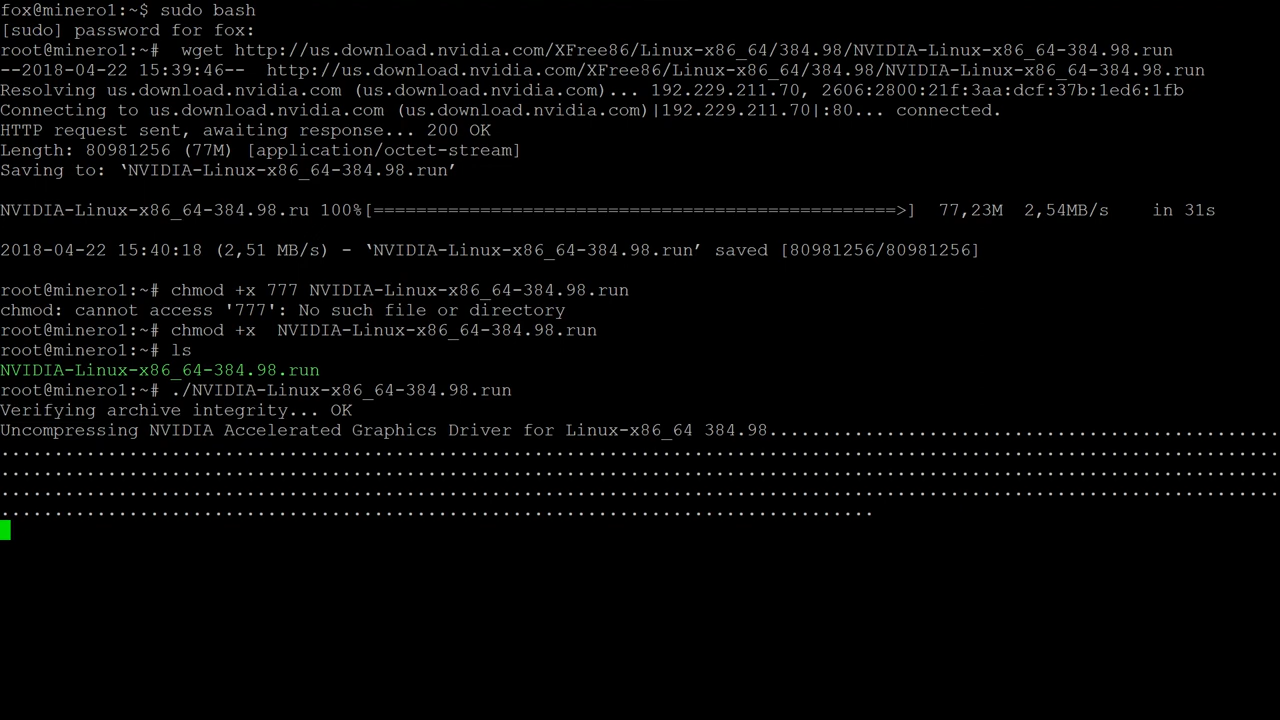 fox@minero1:~$ sudo bash
[sudo] password for fox:
root@minero1:~#  wget http://us.download.nvidia.com/XFree86/Linux-x86_64/384.98/NVIDIA-Linux-x86_64-384.98.run
--2018-04-22 15:39:46--  http://us.download.nvidia.com/XFree86/Linux-x86_64/384.98/NVIDIA-Linux-x86_64-384.98.run
Resolving us.download.nvidia.com (us.download.nvidia.com)... 192.229.211.70, 2606:2800:21f:3aa:dcf:37b:1ed6:1fb
Connecting to us.download.nvidia.com (us.download.nvidia.com)|192.229.211.70|:80... connected.
HTTP request sent, awaiting response... 200 OK
Length: 80981256 (77M) [application/octet-stream]
Saving to: ‘NVIDIA-Linux-x86_64-384.98.run’
NVIDIA-Linux-x86_64-384.98.ru 100%[=================================================>]  77,23M  2,54MB/s    in 31s
2018-04-22 15:40:18 (2,51 MB/s) - ‘NVIDIA-Linux-x86_64-384.98.run’ saved [80981256/80981256]
root@minero1:~# chmod +x 777 NVIDIA-Linux-x86_64-384.98.run
chmod: cannot access '777': No such file or directory
root@minero1:~# chmod +x  NVIDIA-Linux-x86_64-384.98.run
root@minero1:~# ls
NVIDIA-Linux-x86_64-384.98.run
root@minero1:~# ./NVIDIA-Linux-x86_64-384.98.run
Verifying archive integrity... OK
Uncompressing NVIDIA Accelerated Graphics Driver for Linux-x86_64 384.98................................................
........................................................................................................................
........................................................................................................................
........................................................................................................................
..................................................................................